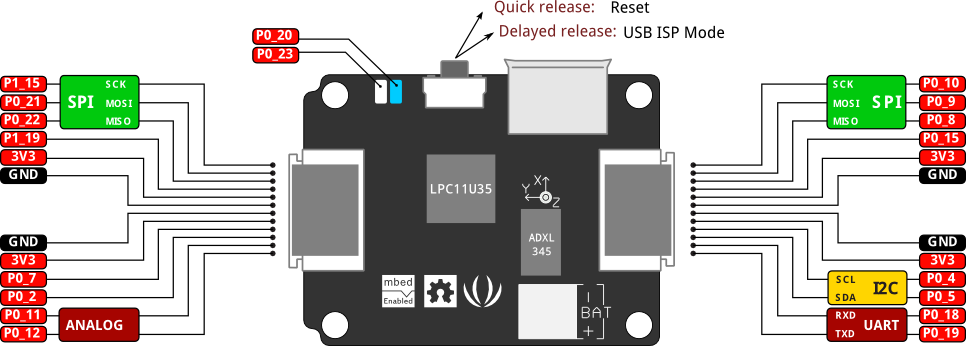 Quick release: Reset
Delayed release: USB ISP Mode
P0_20
P0_23
P1_15
P0_21
P0_22
P1_19
3V3
GND
SPI
SCK
MOSI
MISO
GND
3V3
P0_7
P0_2
P0_11
P0_12
ANALOG
LPC11U35
X
Y
Z
ADXL
345
mbed
Enabled
BAT
+
SCK
MOSI
MISO
SPI
P0_10
P0_9
P0_8
P0_15
3V3
GND
GND
3V3
P0_4
P0_5
P0_18
P0_19
SCL
SDA
I2C
RXD
TXD
UART